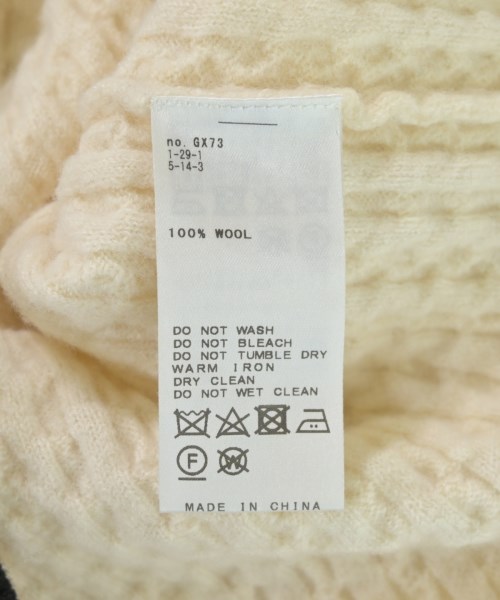 no. GX73
1-29-1
5-14-3
100% WOOL
DO NOT WASH
DO NOT BLEACH
DO NOT TUMBLE DRY
WARM IRON
DRY CLEAN
DO NOT WET CLEAN
F W
MADE IN CHINA